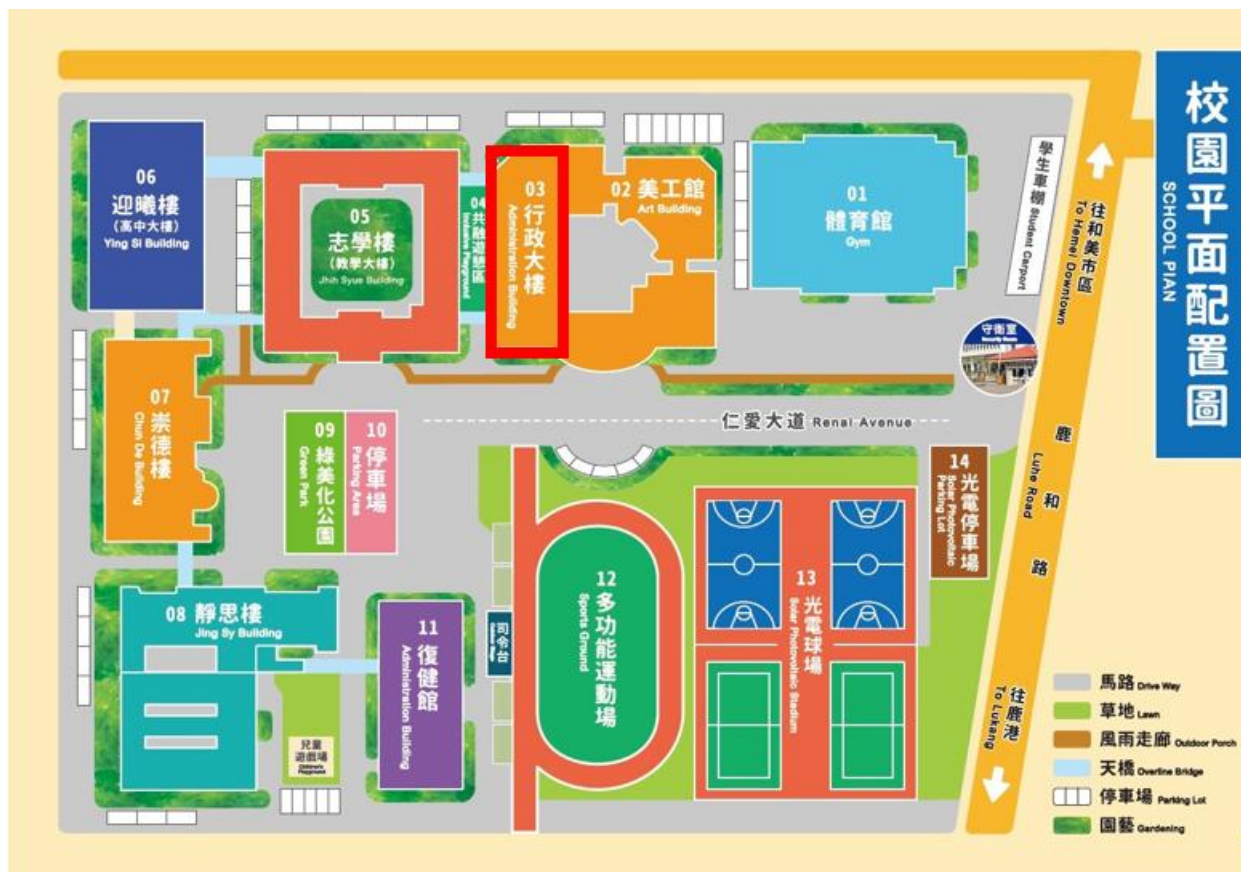 校園平面配置圖
SCHOOL PLAN
06
迎曦樓
(高中大樓)
Ying Si Building
05
志學樓
(教學大樓)
Jhih Syue Building
04 共融遊憩區
Inclusive Playground
03 行政大樓
Administration Building
02 美工館
Art Building
01
體育館
Gym
學生車棚 Student Carport
往和美市區
To Hemei Downtown
守衛室
Security Room
07 崇德樓
Chun De Building
09 綠美化公園
Green Park
10 停車場
Parking Area
仁愛大道 Renai Avenue
14 光電停車場
Solar Photovoltaic
Parking Lot
鹿和路
Luhe Road
08 靜思樓
Jing Sy Building
11 復健館
Administration Building
司令台
12 多功能運動場
Sports Ground
13 光電球場
Solar Photovoltaic Stadium
兒童
遊戲場
Children's
Playground
往鹿港
To Lukang
馬路 Drive Way
草地 Lawn
風雨走廊 Outdoor Porch
天橋 Overline Bridge
停車場 Parking Lot
園藝 Gardening